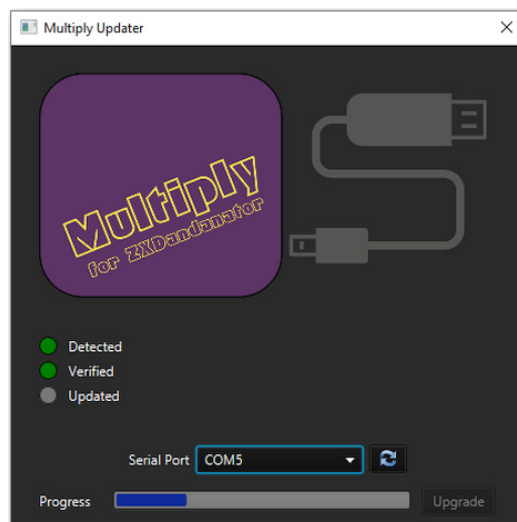 Multiply Updater
Multiply
for ZXDandanator
Detected
Verified
Updated
Serial Port COM5
Progress Upgrade